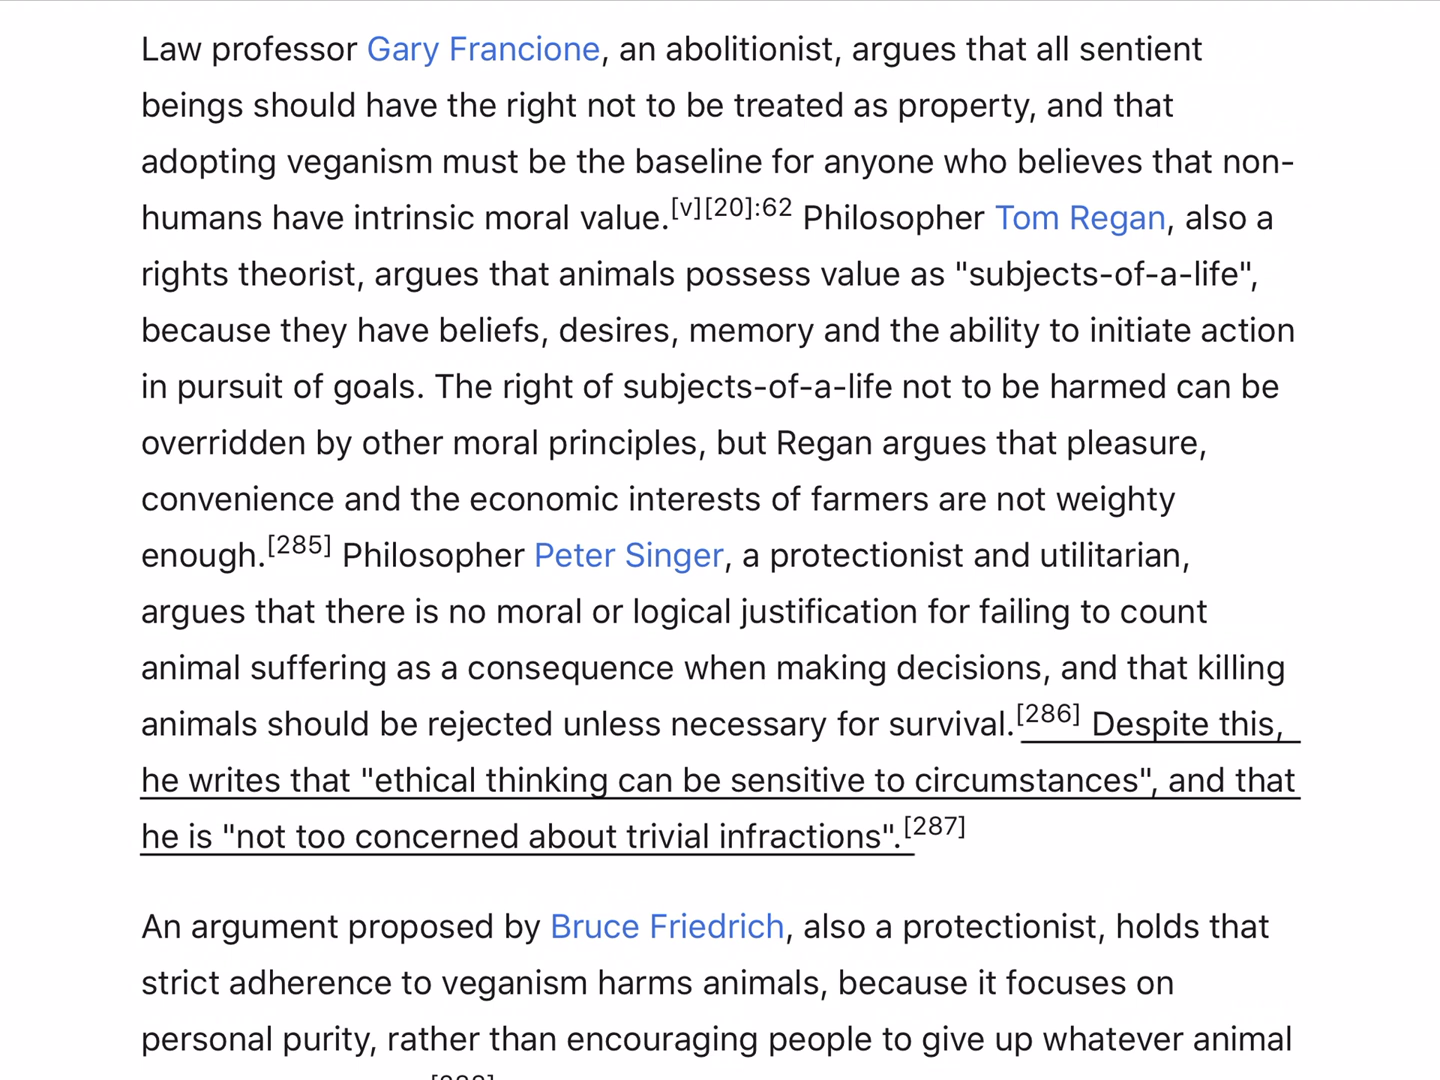 Law professor Gary Francione, an abolitionist, argues that all sentient
beings should have the right not to be treated as property, and that
adopting veganism must be the baseline for anyone who believes that non-
humans have intrinsic moral value.[v][20]:62 Philosopher Tom Regan, also a
rights theorist, argues that animals possess value as "subjects-of-a-life",
because they have beliefs, desires, memory and the ability to initiate action
in pursuit of goals. The right of subjects-of-a-life not to be harmed can be
overridden by other moral principles, but Regan argues that pleasure,
convenience and the economic interests of farmers are not weighty
enough.[285] Philosopher Peter Singer, a protectionist and utilitarian,
argues that there is no moral or logical justification for failing to count
animal suffering as a consequence when making decisions, and that killing
animals should be rejected unless necessary for survival.[286] Despite this,
he writes that "ethical thinking can be sensitive to circumstances", and that
he is "not too concerned about trivial infractions".[287]
An argument proposed by Bruce Friedrich, also a protectionist, holds that
strict adherence to veganism harms animals, because it focuses on
personal purity, rather than encouraging people to give up whatever animal